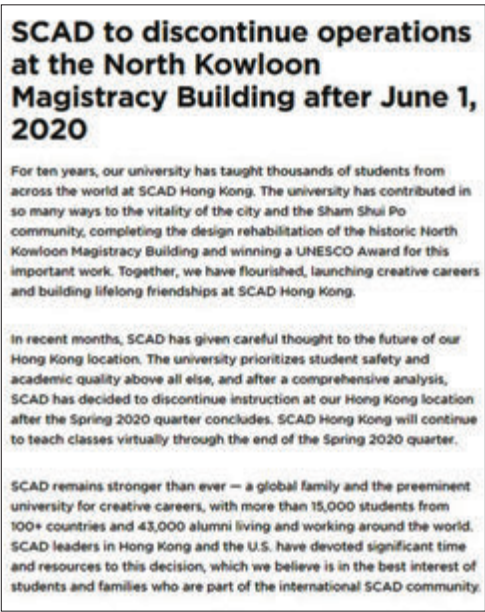 SCAD to discontinue operations
at the North Kowloon
Magistracy Building after June 1,
2020
For ten years, our university has taught thousands of students from
across the world at SCAD Hong Kong. The university has contributed in
so many ways to the vitality of the city and the Sham Shui Po
community, completing the design rehabilitation of the historic North
Kowloon Magistracy Building and winning a UNESCO Award for this
important work. Together, we have flourished, launching creative careers
and building lifelong friendships at SCAD Hong Kong.
In recent months, SCAD has given careful thought to the future of our
Hong Kong location. The university prioritizes student safety and
academic quality above all else, and after a comprehensive analysis,
SCAD has decided to discontinue instruction at our Hong Kong location
after the Spring 2020 quarter concludes. SCAD Hong Kong will continue
to teach classes virtually through the end of the Spring 2020 quarter.
SCAD remains stronger than ever — a global family and the preeminent
university for creative careers, with more than 15,000 students from
100+ countries and 43,000 alumni living and working around the world.
SCAD leaders in Hong Kong and the U.S. have devoted significant time
and resources to this decision, which we believe is in the best interest of
students and families who are part of the international SCAD community.